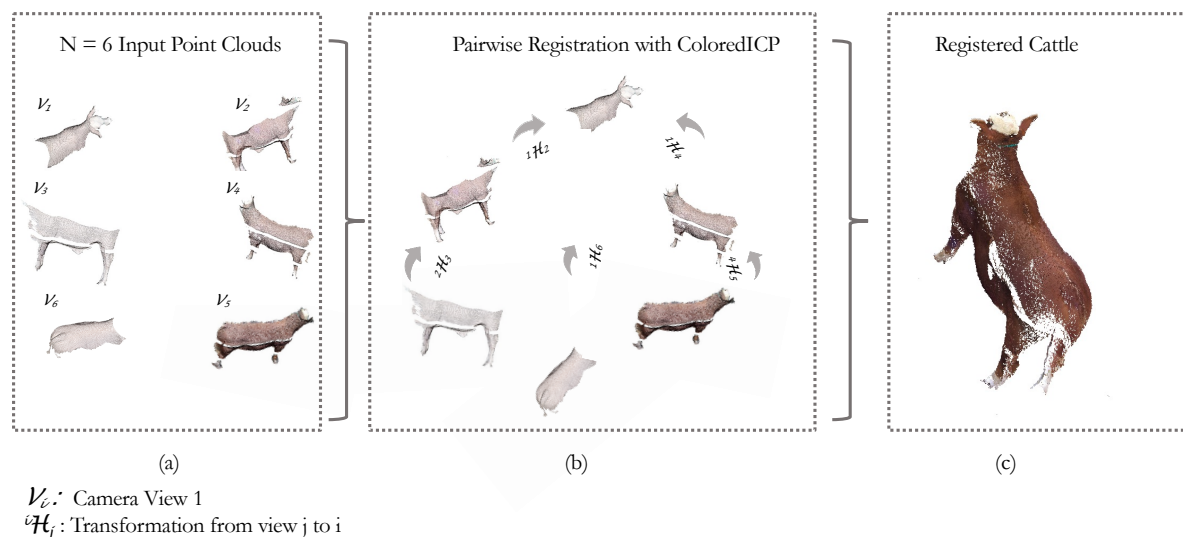 N = 6 Input Point Clouds
Pairwise Registration with ColoredICP
Registered Cattle
𝒱₁
𝒱₂
𝒱₃
𝒱₄
𝒱₆
𝒱₅
¹ℋ₂
¹ℋ₄
²ℋ₃
¹ℋ₆
⁴ℋ₅
(a)
(b)
(c)
𝒱ᵢ: Camera View 1
ⁱℋⱼ : Transformation from view j to i